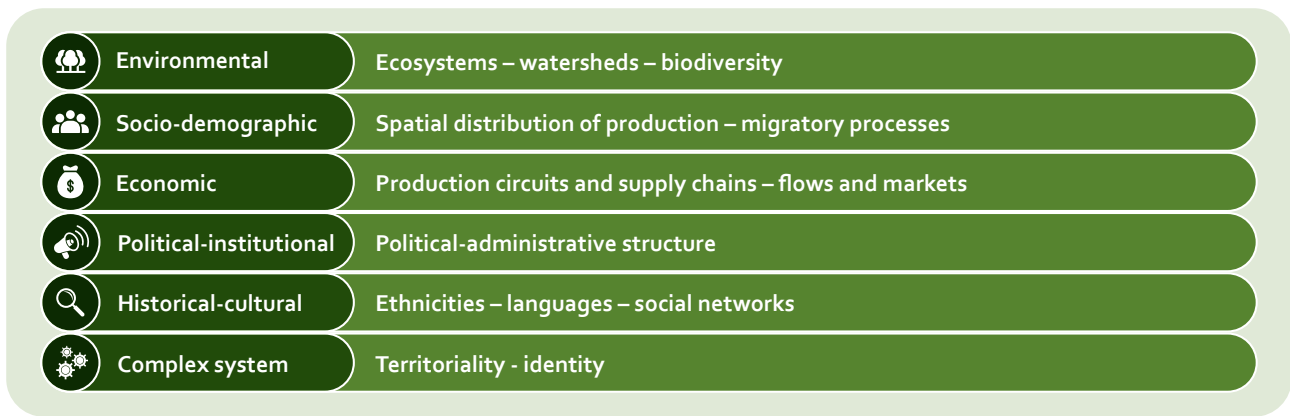 Environmental
Ecosystems – watersheds – biodiversity
Socio-demographic
Spatial distribution of production – migratory processes
Economic
Production circuits and supply chains – flows and markets
Political-institutional
Political-administrative structure
Historical-cultural
Ethnicities – languages – social networks
Complex system
Territoriality - identity